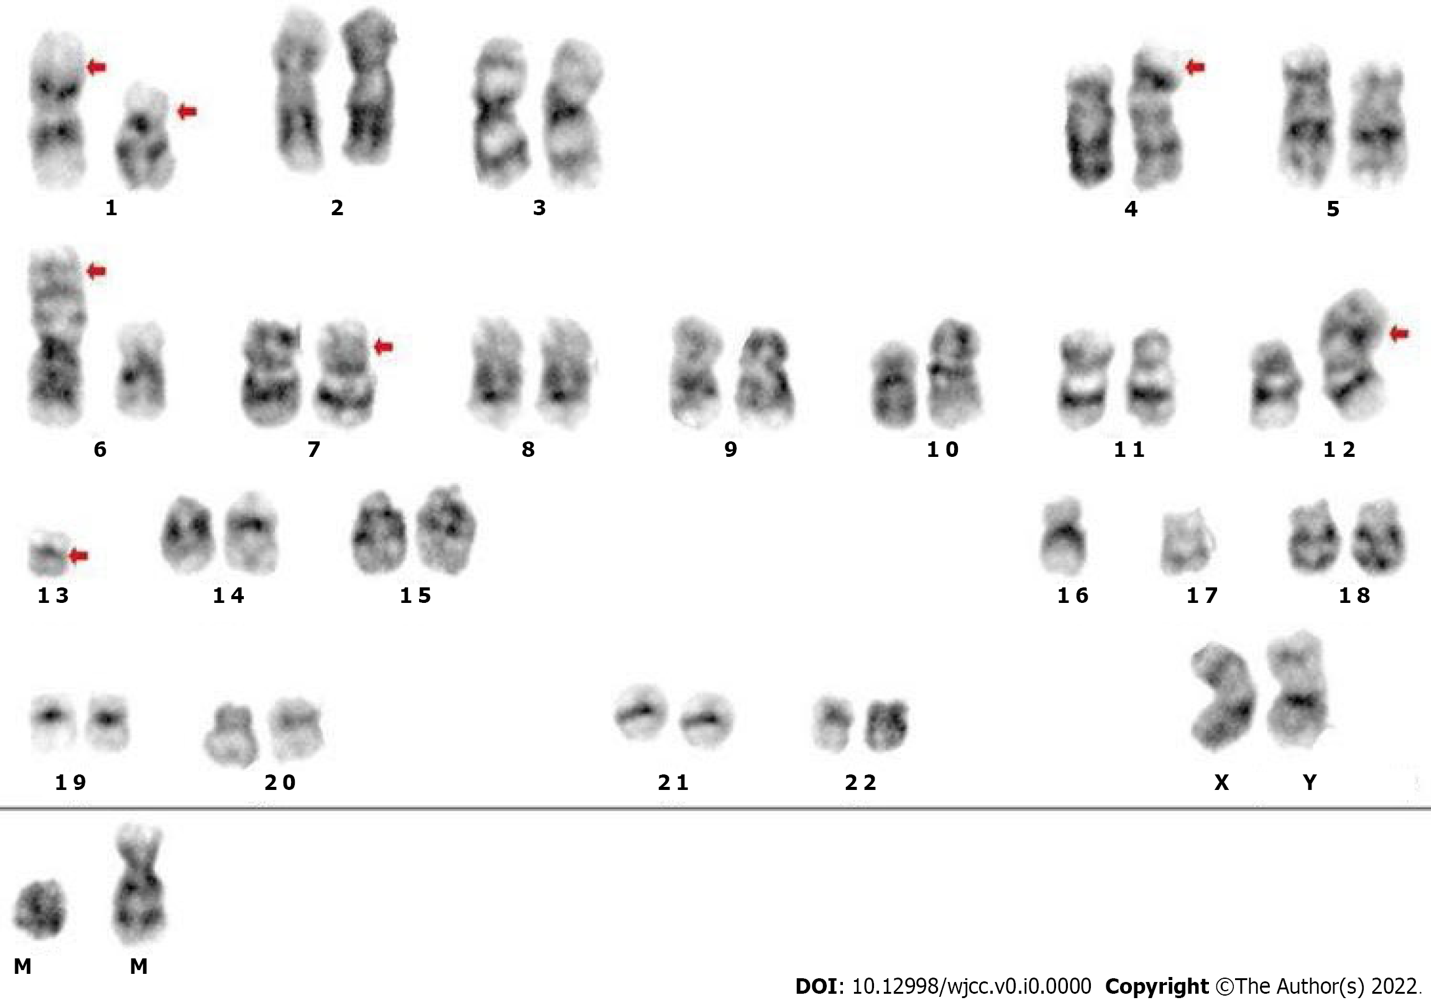 1 2 3 4 5
6 7 8 9 10 11 12
13 14 15 16 17 18
19 20 21 22 X Y
M M
DOI: 10.12998/wjcc.v0.i0.0000 Copyright ©The Author(s) 2022.